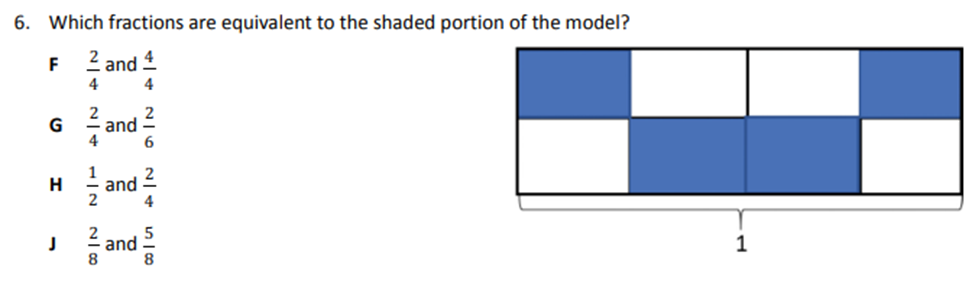 6. Which fractions are equivalent to the shaded portion of the model?
F 2/4 and 4/4
G 2/4 and 2/6
H 1/2 and 2/4
J 2/8 and 5/8
1